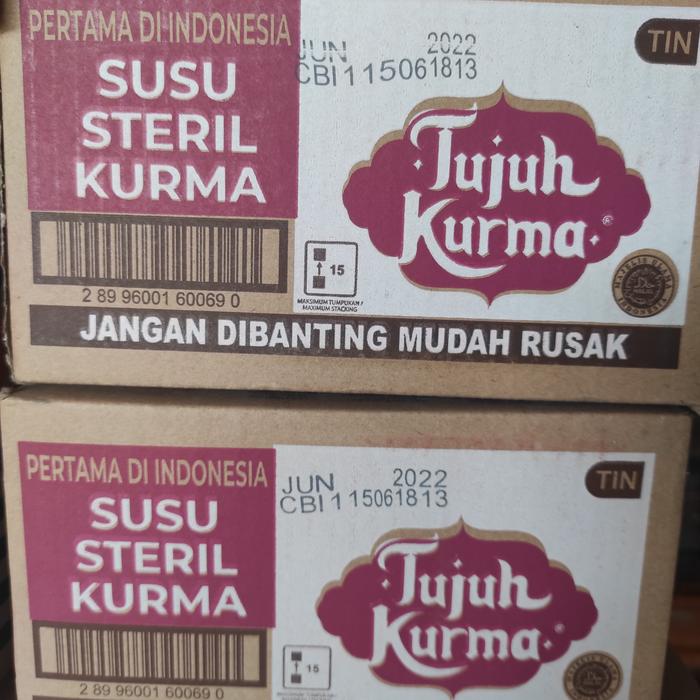 PERTAMA DI INDONESIA
SUSU
STERIL
KURMA
JUN 2022
CBI 115061813
TIN
Tujuh
Kurma
®
15
MAKSIMUM TUMPUKAN /
MAXIMUM STACKING
2 89 96001 60069 0
JANGAN DIBANTING MUDAH RUSAK
PERTAMA DI INDONESIA
SUSU
STERIL
KURMA
JUN 2022
CBI 115061813
TIN
Tujuh
Kurma
15
2 89 96001 60069 0